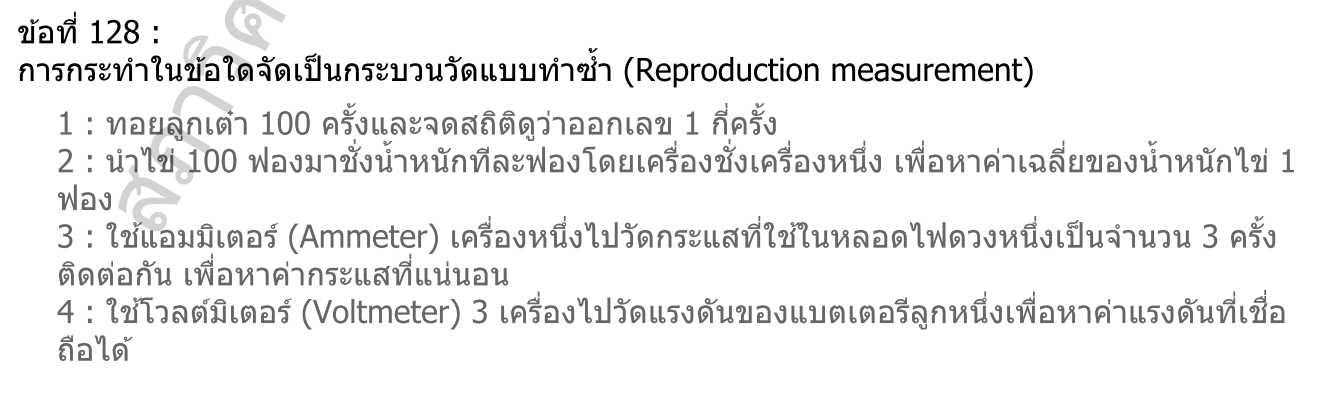 ข้อที่ 128 :
การกระทำในข้อใดจัดเป็นกระบวนวัดแบบทำซ้ำ (Reproduction measurement)
1 : ทอยลูกเต๋า 100 ครั้งและจดสถิติดูว่าออกเลข 1 กี่ครั้ง
2 : นำไข่ 100 ฟองมาชั่งน้ำหนักทีละฟองโดยเครื่องชั่งเครื่องหนึ่ง เพื่อหาค่าเฉลี่ยของน้ำหนักไข่ 1
ฟอง
3 : ใช้แอมมิเตอร์ (Ammeter) เครื่องหนึ่งไปวัดกระแสที่ใช้ในหลอดไฟดวงหนึ่งเป็นจำนวน 3 ครั้ง
ติดต่อกัน เพื่อหาค่ากระแสที่แน่นอน
4 : ใช้โวลต์มิเตอร์ (Voltmeter) 3 เครื่องไปวัดแรงดันของแบตเตอรีลูกหนึ่งเพื่อหาค่าแรงดันที่เชื่อ
ถือได้